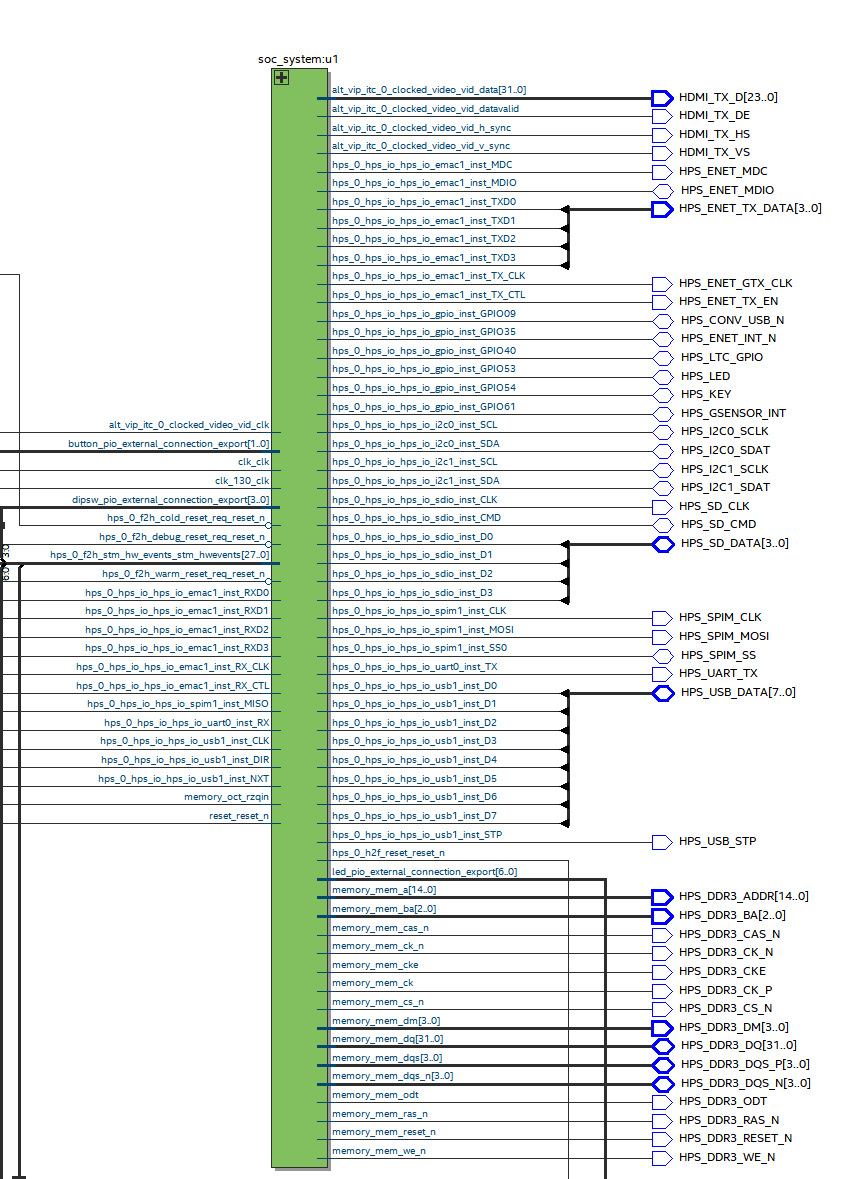 soc_system:u1
alt_vip_itc_0_clocked_video_vid_data[31..0] HDMI_TX_D[23..0]
alt_vip_itc_0_clocked_video_vid_datavalid HDMI_TX_DE
alt_vip_itc_0_clocked_video_vid_h_sync HDMI_TX_HS
alt_vip_itc_0_clocked_video_vid_v_sync HDMI_TX_VS
hps_0_hps_io_hps_io_emac1_inst_MDC HPS_ENET_MDC
hps_0_hps_io_hps_io_emac1_inst_MDIO HPS_ENET_MDIO
hps_0_hps_io_hps_io_emac1_inst_TXD0 HPS_ENET_TX_DATA[3..0]
hps_0_hps_io_hps_io_emac1_inst_TXD1
hps_0_hps_io_hps_io_emac1_inst_TXD2
hps_0_hps_io_hps_io_emac1_inst_TXD3
hps_0_hps_io_hps_io_emac1_inst_TX_CLK HPS_ENET_GTX_CLK
hps_0_hps_io_hps_io_emac1_inst_TX_CTL HPS_ENET_TX_EN
hps_0_hps_io_hps_io_gpio_inst_GPIO09 HPS_CONV_USB_N
hps_0_hps_io_hps_io_gpio_inst_GPIO35 HPS_ENET_INT_N
hps_0_hps_io_hps_io_gpio_inst_GPIO40 HPS_LTC_GPIO
hps_0_hps_io_hps_io_gpio_inst_GPIO53 HPS_LED
hps_0_hps_io_hps_io_gpio_inst_GPIO54 HPS_KEY
hps_0_hps_io_hps_io_gpio_inst_GPIO61 HPS_GSENSOR_INT
alt_vip_itc_0_clocked_video_vid_clk hps_0_hps_io_hps_io_i2c0_inst_SCL HPS_I2C0_SCLK
button_pio_external_connection_export[1..0] hps_0_hps_io_hps_io_i2c0_inst_SDA HPS_I2C0_SDAT
clk_clk hps_0_hps_io_hps_io_i2c1_inst_SCL HPS_I2C1_SCLK
clk_130_clk hps_0_hps_io_hps_io_i2c1_inst_SDA HPS_I2C1_SDAT
dipsw_pio_external_connection_export[3..0] hps_0_hps_io_hps_io_sdio_inst_CLK HPS_SD_CLK
hps_0_f2h_cold_reset_req_reset_n hps_0_hps_io_hps_io_sdio_inst_CMD HPS_SD_CMD
hps_0_f2h_debug_reset_req_reset_n hps_0_hps_io_hps_io_sdio_inst_D0 HPS_SD_DATA[3..0]
hps_0_f2h_stm_hw_events_stm_hwevents[27..0] hps_0_hps_io_hps_io_sdio_inst_D1
hps_0_f2h_warm_reset_req_reset_n hps_0_hps_io_hps_io_sdio_inst_D2
hps_0_hps_io_hps_io_emac1_inst_RXD0 hps_0_hps_io_hps_io_sdio_inst_D3
hps_0_hps_io_hps_io_emac1_inst_RXD1 hps_0_hps_io_hps_io_spim1_inst_CLK HPS_SPIM_CLK
hps_0_hps_io_hps_io_emac1_inst_RXD2 hps_0_hps_io_hps_io_spim1_inst_MOSI HPS_SPIM_MOSI
hps_0_hps_io_hps_io_emac1_inst_RXD3 hps_0_hps_io_hps_io_spim1_inst_SS0 HPS_SPIM_SS
hps_0_hps_io_hps_io_emac1_inst_RX_CLK hps_0_hps_io_hps_io_uart0_inst_TX HPS_UART_TX
hps_0_hps_io_hps_io_emac1_inst_RX_CTL hps_0_hps_io_hps_io_usb1_inst_D0 HPS_USB_DATA[7..0]
hps_0_hps_io_hps_io_spim1_inst_MISO hps_0_hps_io_hps_io_usb1_inst_D1
hps_0_hps_io_hps_io_uart0_inst_RX hps_0_hps_io_hps_io_usb1_inst_D2
hps_0_hps_io_hps_io_usb1_inst_CLK hps_0_hps_io_hps_io_usb1_inst_D3
hps_0_hps_io_hps_io_usb1_inst_DIR hps_0_hps_io_hps_io_usb1_inst_D4
hps_0_hps_io_hps_io_usb1_inst_NXT hps_0_hps_io_hps_io_usb1_inst_D5
memory_oct_rzqin hps_0_hps_io_hps_io_usb1_inst_D6
reset_reset_n hps_0_hps_io_hps_io_usb1_inst_D7
hps_0_hps_io_hps_io_usb1_inst_STP HPS_USB_STP
hps_0_h2f_reset_reset_n
led_pio_external_connection_export[6..0]
memory_mem_a[14..0] HPS_DDR3_ADDR[14..0]
memory_mem_ba[2..0] HPS_DDR3_BA[2..0]
memory_mem_cas_n HPS_DDR3_CAS_N
memory_mem_ck_n HPS_DDR3_CK_N
memory_mem_cke HPS_DDR3_CKE
memory_mem_ck HPS_DDR3_CK_P
memory_mem_cs_n HPS_DDR3_CS_N
memory_mem_dm[3..0] HPS_DDR3_DM[3..0]
memory_mem_dq[31..0] HPS_DDR3_DQ[31..0]
memory_mem_dqs[3..0] HPS_DDR3_DQS_P[3..0]
memory_mem_dqs_n[3..0] HPS_DDR3_DQS_N[3..0]
memory_mem_odt HPS_DDR3_ODT
memory_mem_ras_n HPS_DDR3_RAS_N
memory_mem_reset_n HPS_DDR3_RESET_N
memory_mem_we_n HPS_DDR3_WE_N